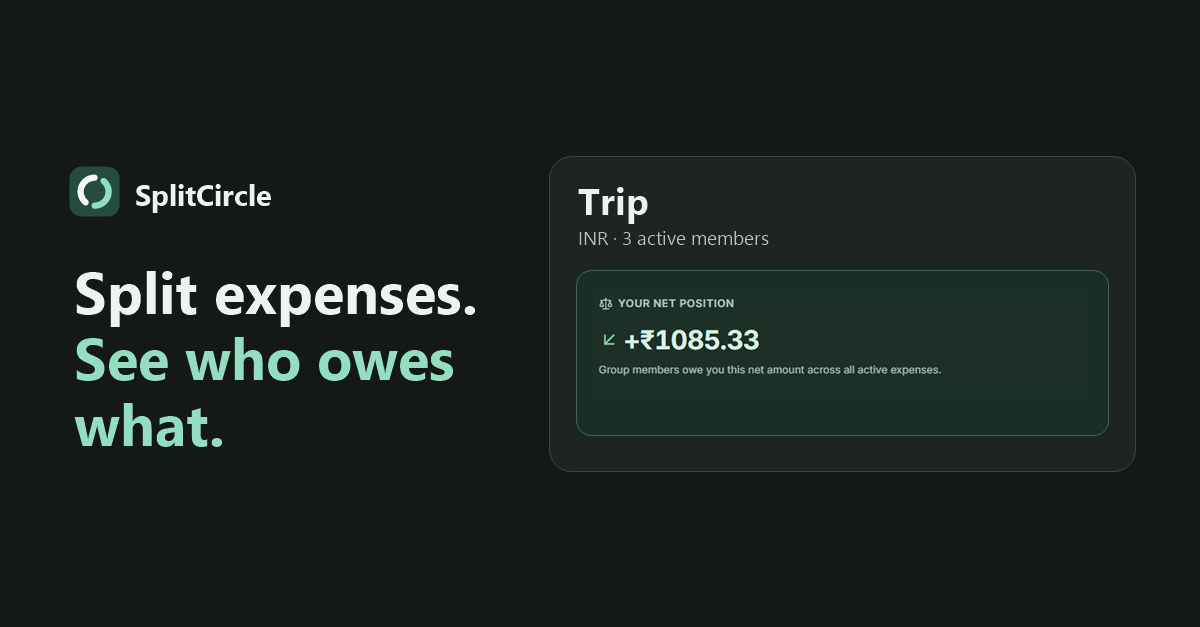 SplitCircle
Split expenses.
See who owes
what.
Trip
INR · 3 active members
YOUR NET POSITION
+₹1085.33
Group members owe you this net amount across all active expenses.